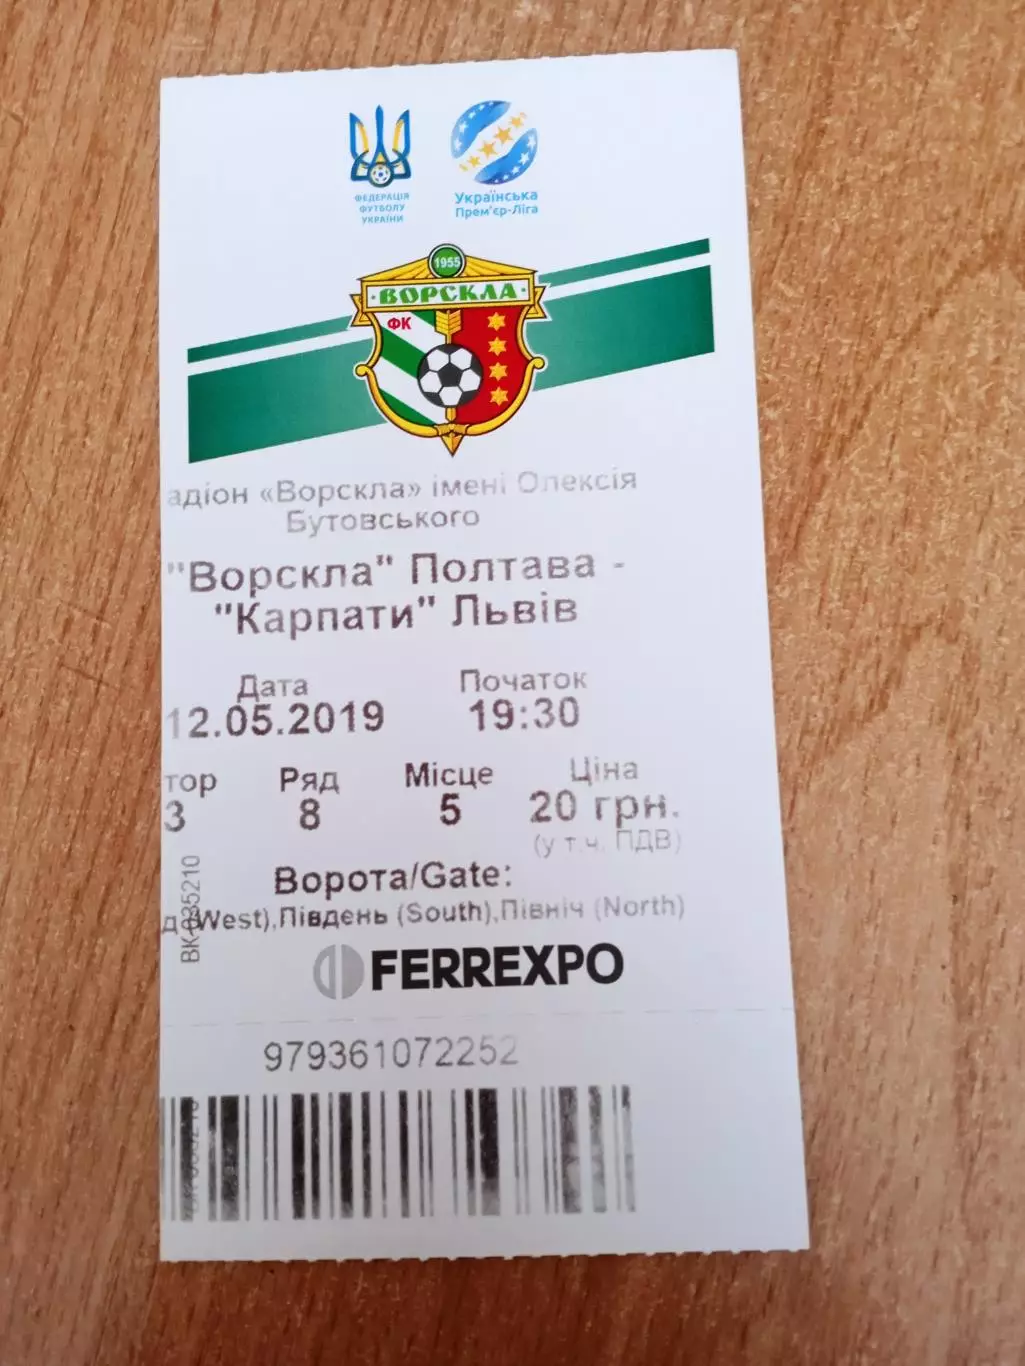 ФЕДЕРАЦІЯ
ФУТБОЛУ
УКРАЇНИ
Українська
Прем'єр-Ліга
1955
ВОРСКЛА
ФК
адіон «Ворскла» імені Олексія
Бутовського
"Ворскла" Полтава -
"Карпати" Львів
Дата Початок
12.05.2019 19:30
тор Ряд Місце Ціна
3 8 5 20 грн.
(у т.ч. ПДВ)
Ворота/Gate:
д(West),Південь (South),Північ (North)
ВК 035210
FERREXPO
979361072252